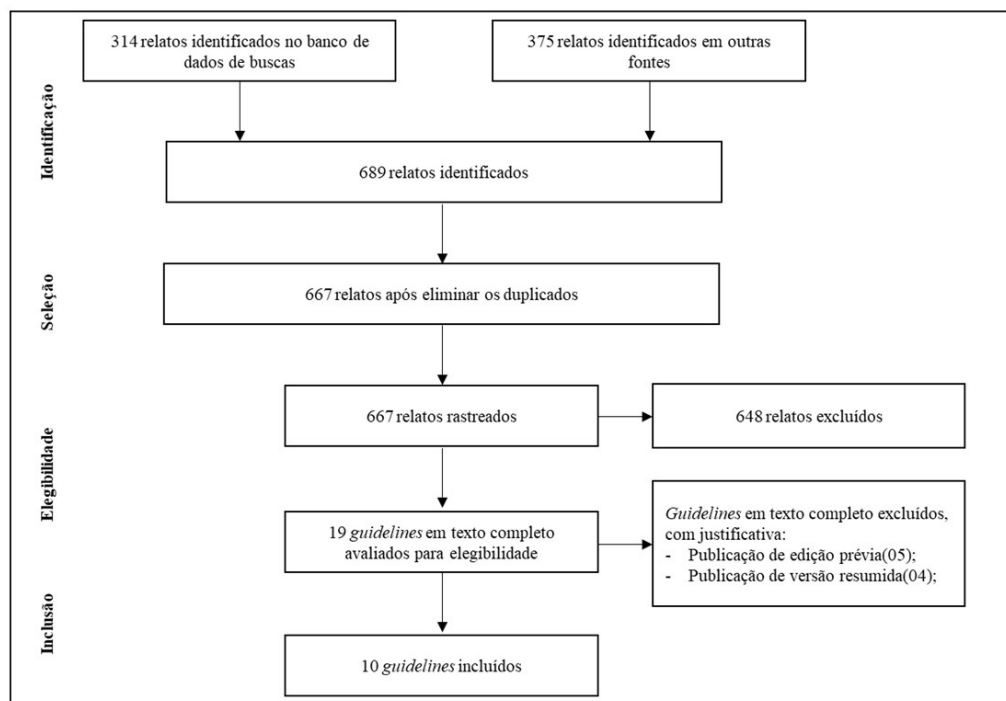 314 relatos identificados no banco de
dados de buscas
375 relatos identificados em outras
fontes
Identificação
689 relatos identificados
Seleção
667 relatos após eliminar os duplicados
Elegibilidade
667 relatos rastreados
648 relatos excluídos
19 guidelines em texto completo
avaliados para elegibilidade
Guidelines em texto completo excluídos,
com justificativa:
- Publicação de edição prévia(05);
- Publicação de versão resumida(04);
Inclusão
10 guidelines incluídos